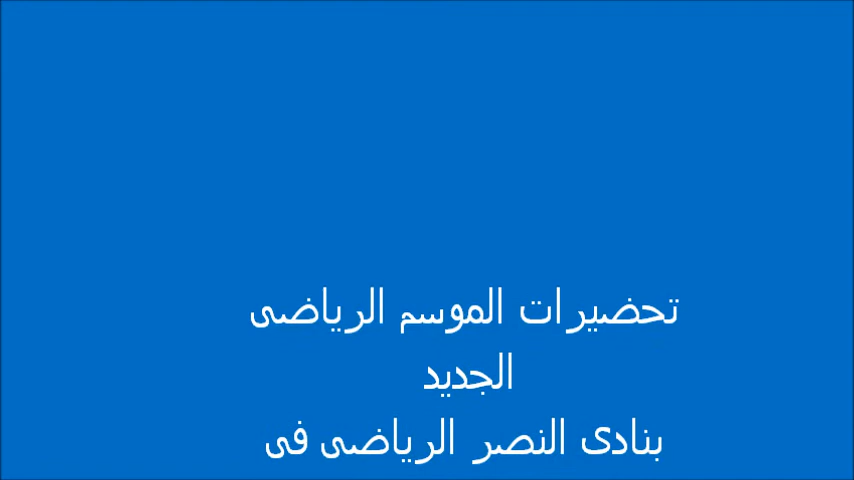 تحضيرات الموسم الرياضى
الجديد
بنادى النصر الرياضى فى